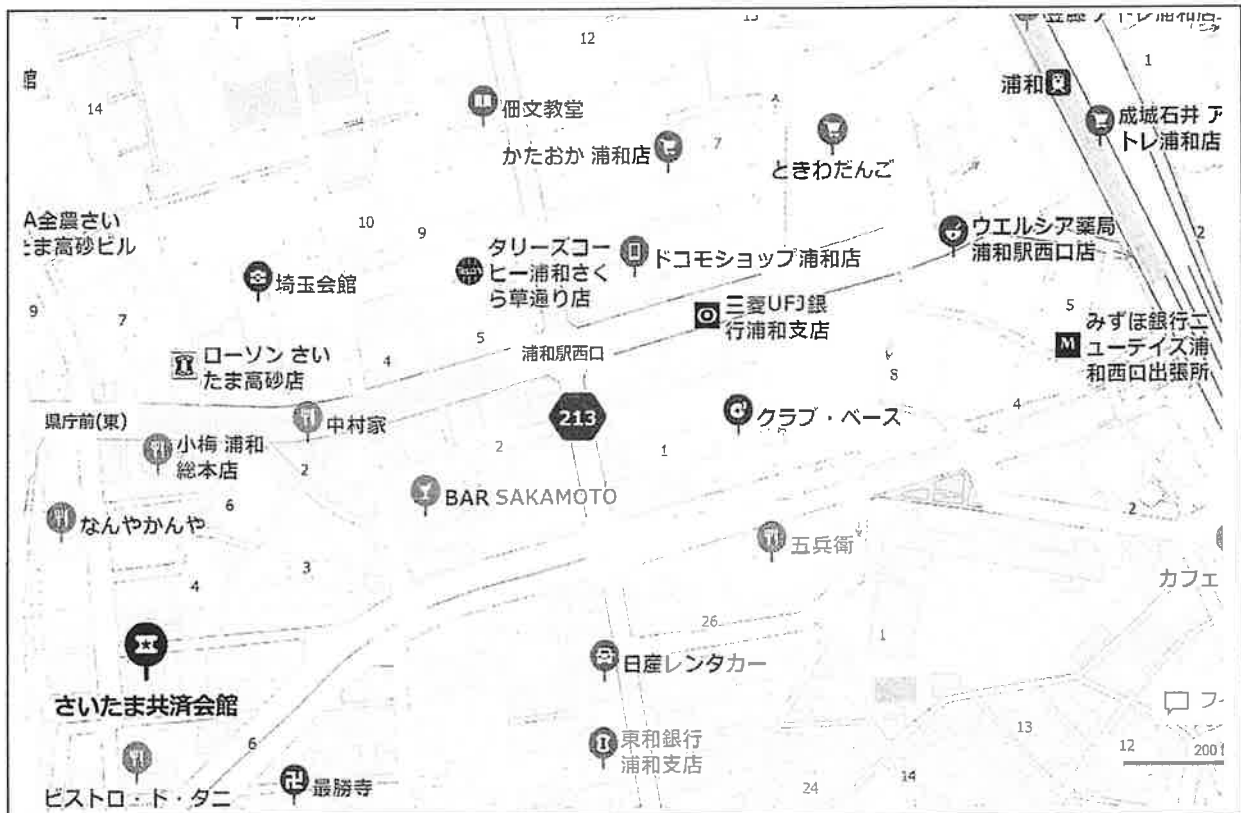 12
1
館
浦和
14
佃文教堂
成城石井 ア
トレ浦和店
かたおか 浦和店
7
ときわだんご
A全農さい
たま高砂ビル
10
9
ウエルシア薬局
浦和駅西口店
2
タリーズコー
ヒー浦和さく
ら草通り店
ドコモショップ浦和店
埼玉会館
9
7
三菱UFJ銀
行浦和支店
5
みずほ銀行ニ
ューテイズ浦
和西口出張所
M
5
浦和駅西口
ローソン さい
たま高砂店
4
8
県庁前(東)
中村家
213
クラブ・ベース
4
小梅 浦和
総本店
2
2
1
BAR SAKAMOTO
6
2
なんやかんや
五兵衛
3
4
カフェ
26
1
日産レンタカー
さいたま共済会館
フ
6
東和銀行
浦和支店
13
12
200
ビストロ・ド・タニ
最勝寺
24
14